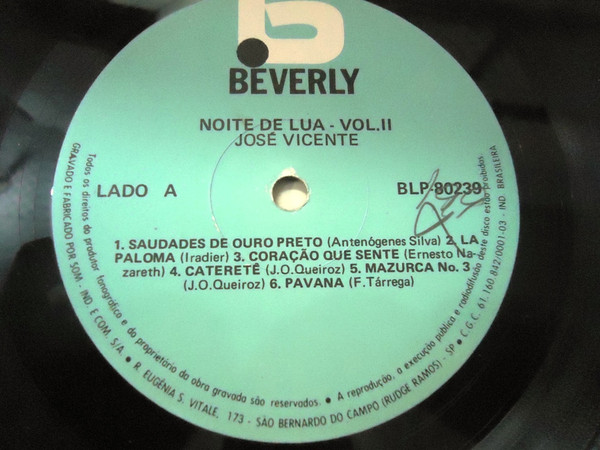 b
BEVERLY
NOITE DE LUA - VOL.II
JOSÉ VICENTE
LADO A
BLP-80239
1. SAUDADES DE OURO PRETO (Antenógenes Silva) 2. LA
PALOMA (Iradier) 3. CORAÇÃO QUE SENTE (Ernesto Na-
zareth) 4. CATERETÊ (J.O.Queiroz) 5. MAZURCA No. 3
(J.O.Queiroz) 6. PAVANA (F.Tárrega)
Todos os direitos do produtor fonográfico e do proprietário da obra gravada são reservados. • A reprodução, a execução pública e radiodifusão deste disco estão proibidas.
GRAVADO E FABRICADO POR SOM - IND. E COM. S/A. • R. EUGÊNIA S. VITALE, 173 - SÃO BERNARDO DO CAMPO (RUDGE RAMOS) - SP • C.G.C. 61.160.842/0001-03 - IND. BRASILEIRA